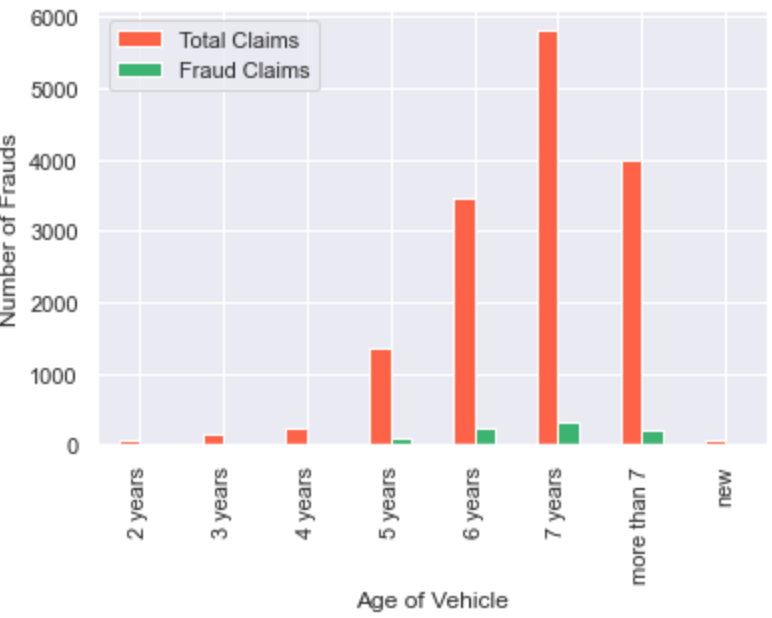 Total Claims
Fraud Claims
6000
5000
4000
3000
2000
1000
0
Number of Frauds
2 years
3 years
4 years
5 years
6 years
7 years
more than 7
new
Age of Vehicle